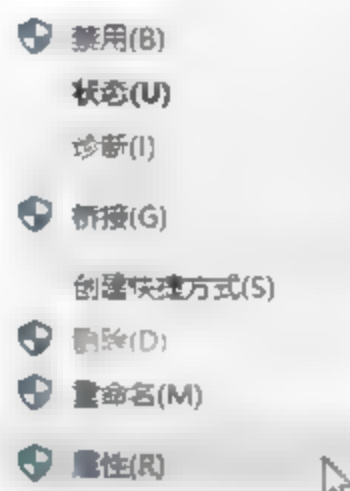 禁用(B)
状态(U)
诊断(I)
桥接(G)
创建快捷方式(S)
删除(D)
重命名(M)
属性(R)